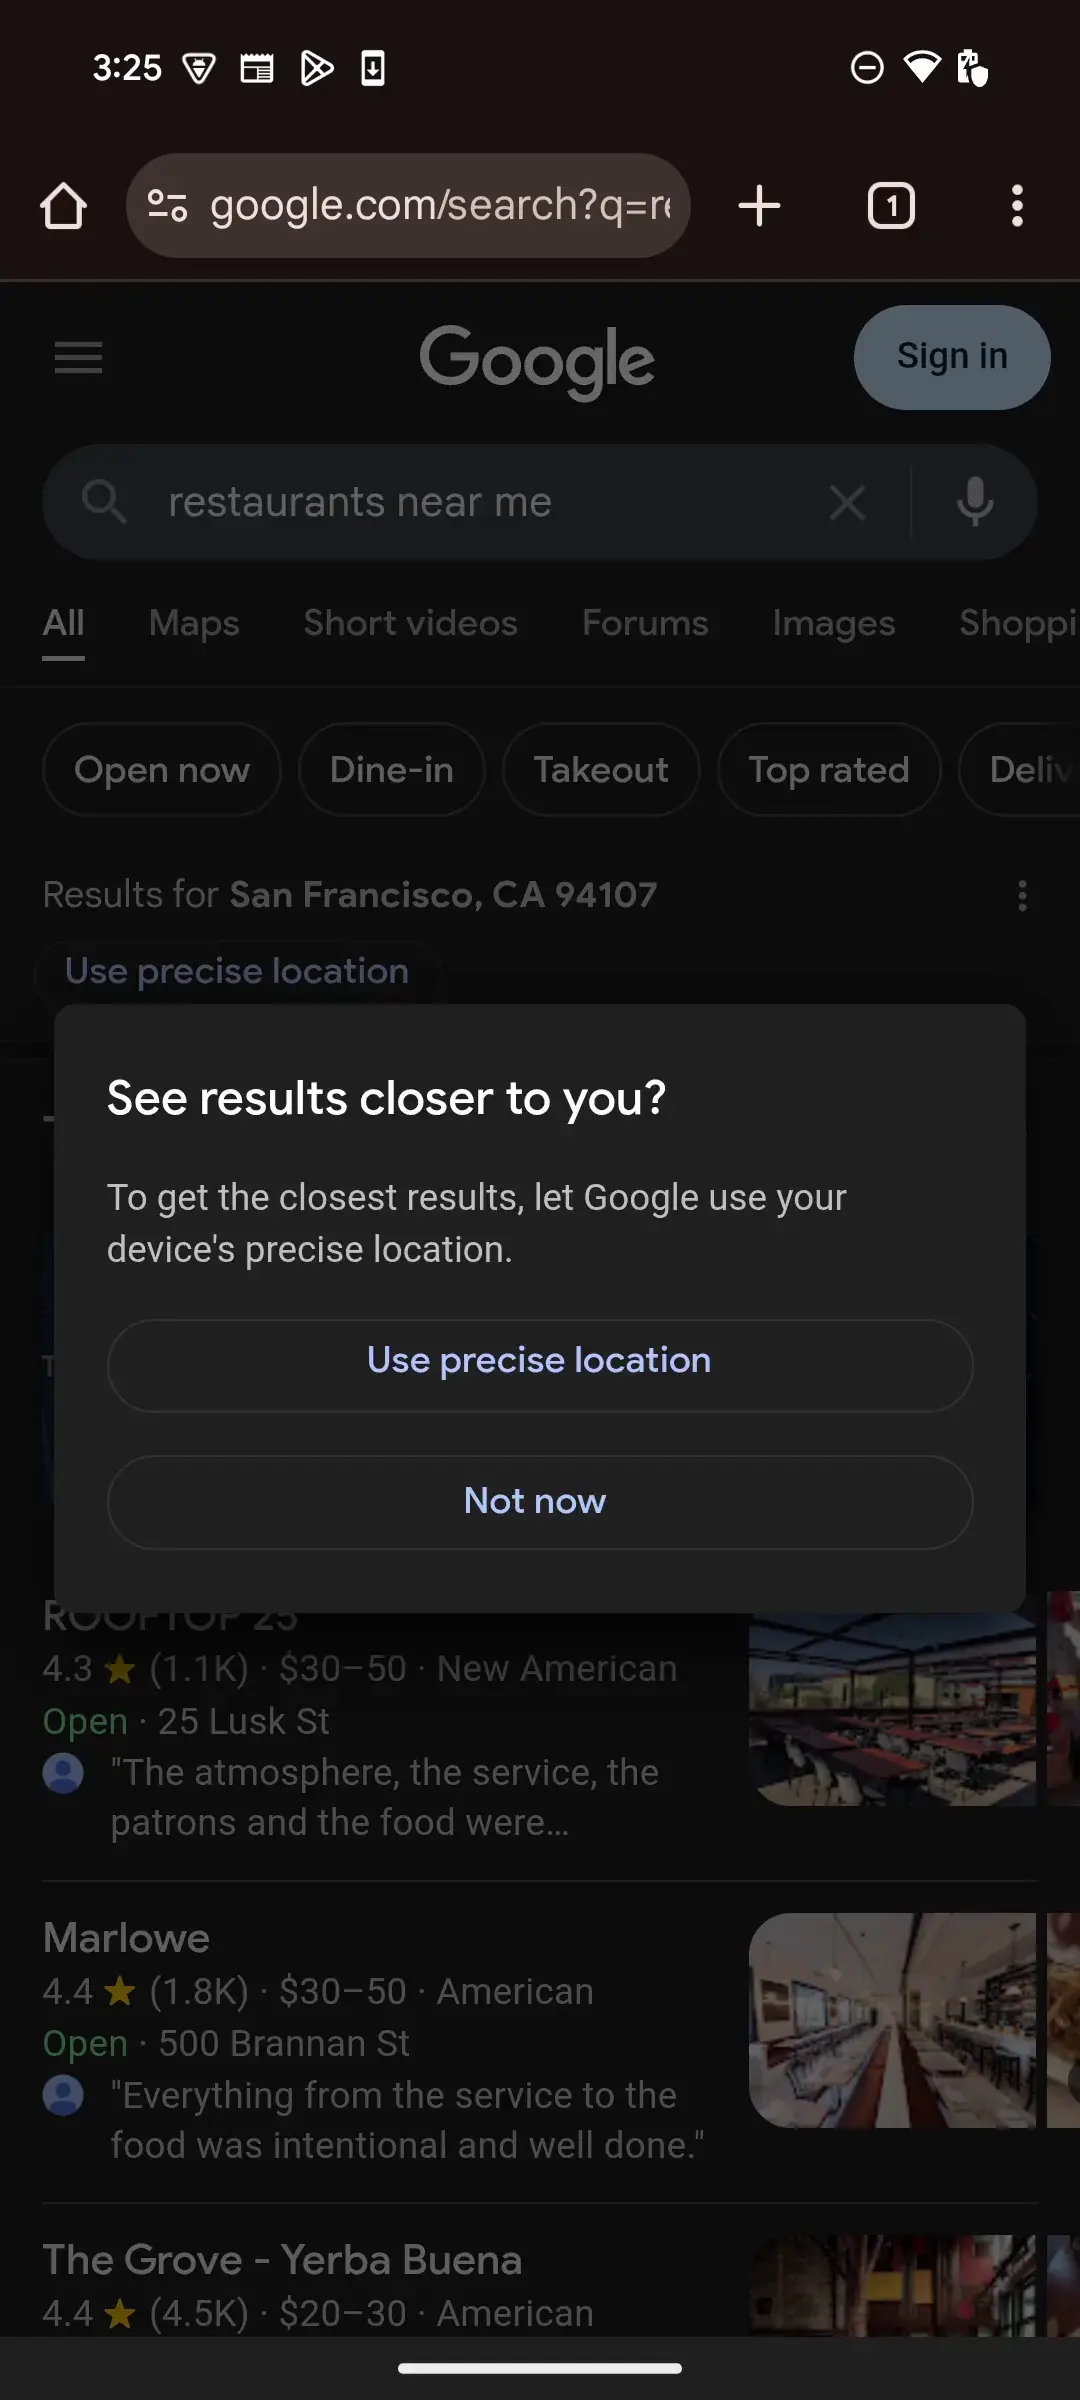 3:25
google.com/search?q=re
1
Google
Sign in
restaurants near me
All Maps Short videos Forums Images Shoppi
Open now Dine-in Takeout Top rated Deliv
Results for San Francisco, CA 94107
Use precise location
See results closer to you?
To get the closest results, let Google use your
device's precise location.
Use precise location
Not now
ROOFTOP 25
4.3 ★ (1.1K) · $30–50 · New American
Open · 25 Lusk St
"The atmosphere, the service, the
patrons and the food were…
Marlowe
4.4 ★ (1.8K) · $30–50 · American
Open · 500 Brannan St
"Everything from the service to the
food was intentional and well done."
The Grove - Yerba Buena
4.4 ★ (4.5K) · $20–30 · American